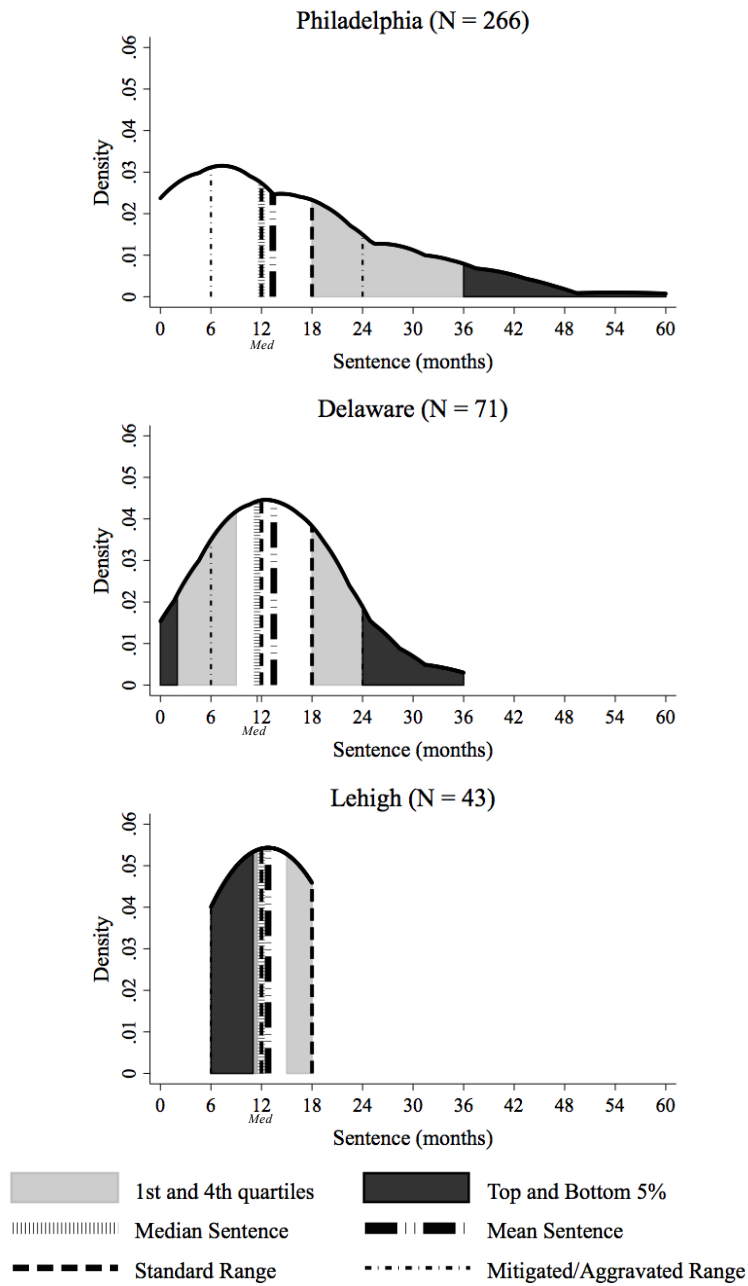 Philadelphia (N = 266)
Density
.06
.05
.04
.03
.02
.01
0
0 6 12 18 24 30 36 42 48 54 60
Med
Sentence (months)
Delaware (N = 71)
Density
.06
.05
.04
.03
.02
.01
0
0 6 12 18 24 30 36 42 48 54 60
Med
Sentence (months)
Lehigh (N = 43)
Density
.06
.05
.04
.03
.02
.01
0
0 6 12 18 24 30 36 42 48 54 60
Med
Sentence (months)
1st and 4th quartiles Top and Bottom 5%
Median Sentence Mean Sentence
Standard Range Mitigated/Aggravated Range